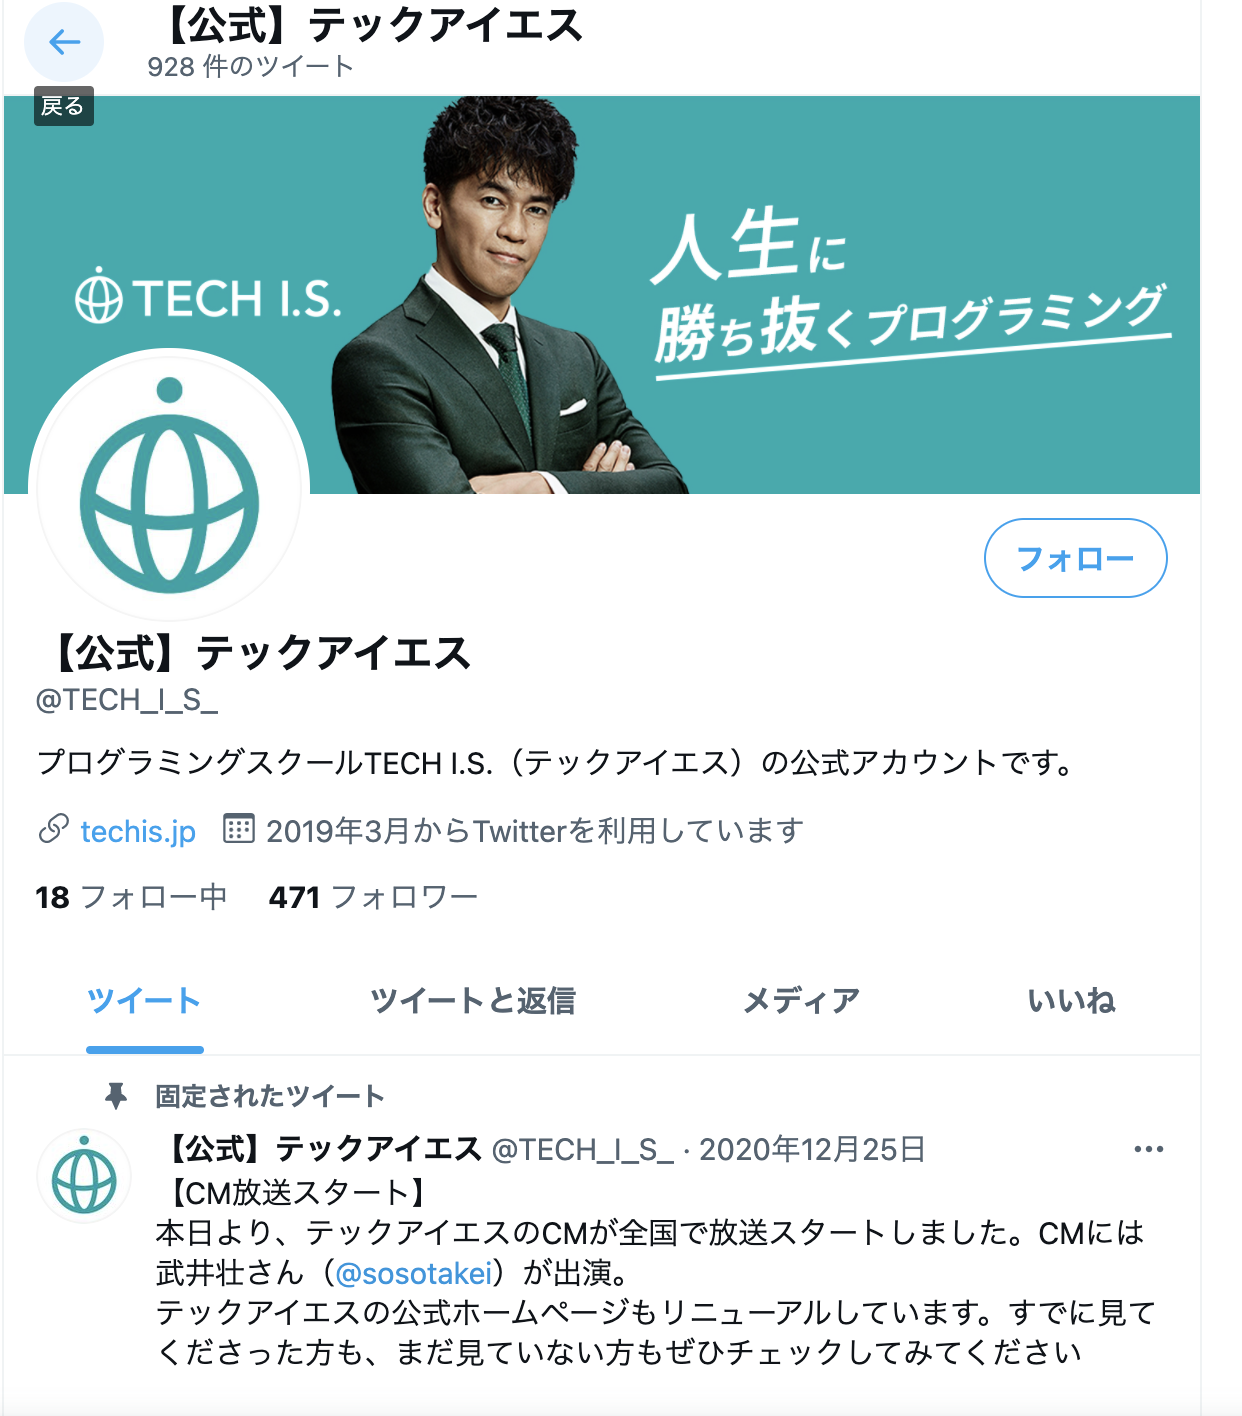 【公式】テックアイエス
928 件のツイート
戻る
TECH I.S.
人生に
勝ち抜くプログラミング
フォロー
【公式】テックアイエス
@TECH_I_S_
プログラミングスクールTECH I.S.（テックアイエス）の公式アカウントです。
techis.jp 2019年3月からTwitterを利用しています
18 フォロー中 471 フォロワー
ツイート ツイートと返信 メディア いいね
固定されたツイート
【公式】テックアイエス @TECH_I_S_ · 2020年12月25日
【CM放送スタート】
本日より、テックアイエスのCMが全国で放送スタートしました。CMには
武井壮さん（@sosotakei）が出演。
テックアイエスの公式ホームページもリニューアルしています。すでに見て
くださった方も、まだ見ていない方もぜひチェックしてみてください